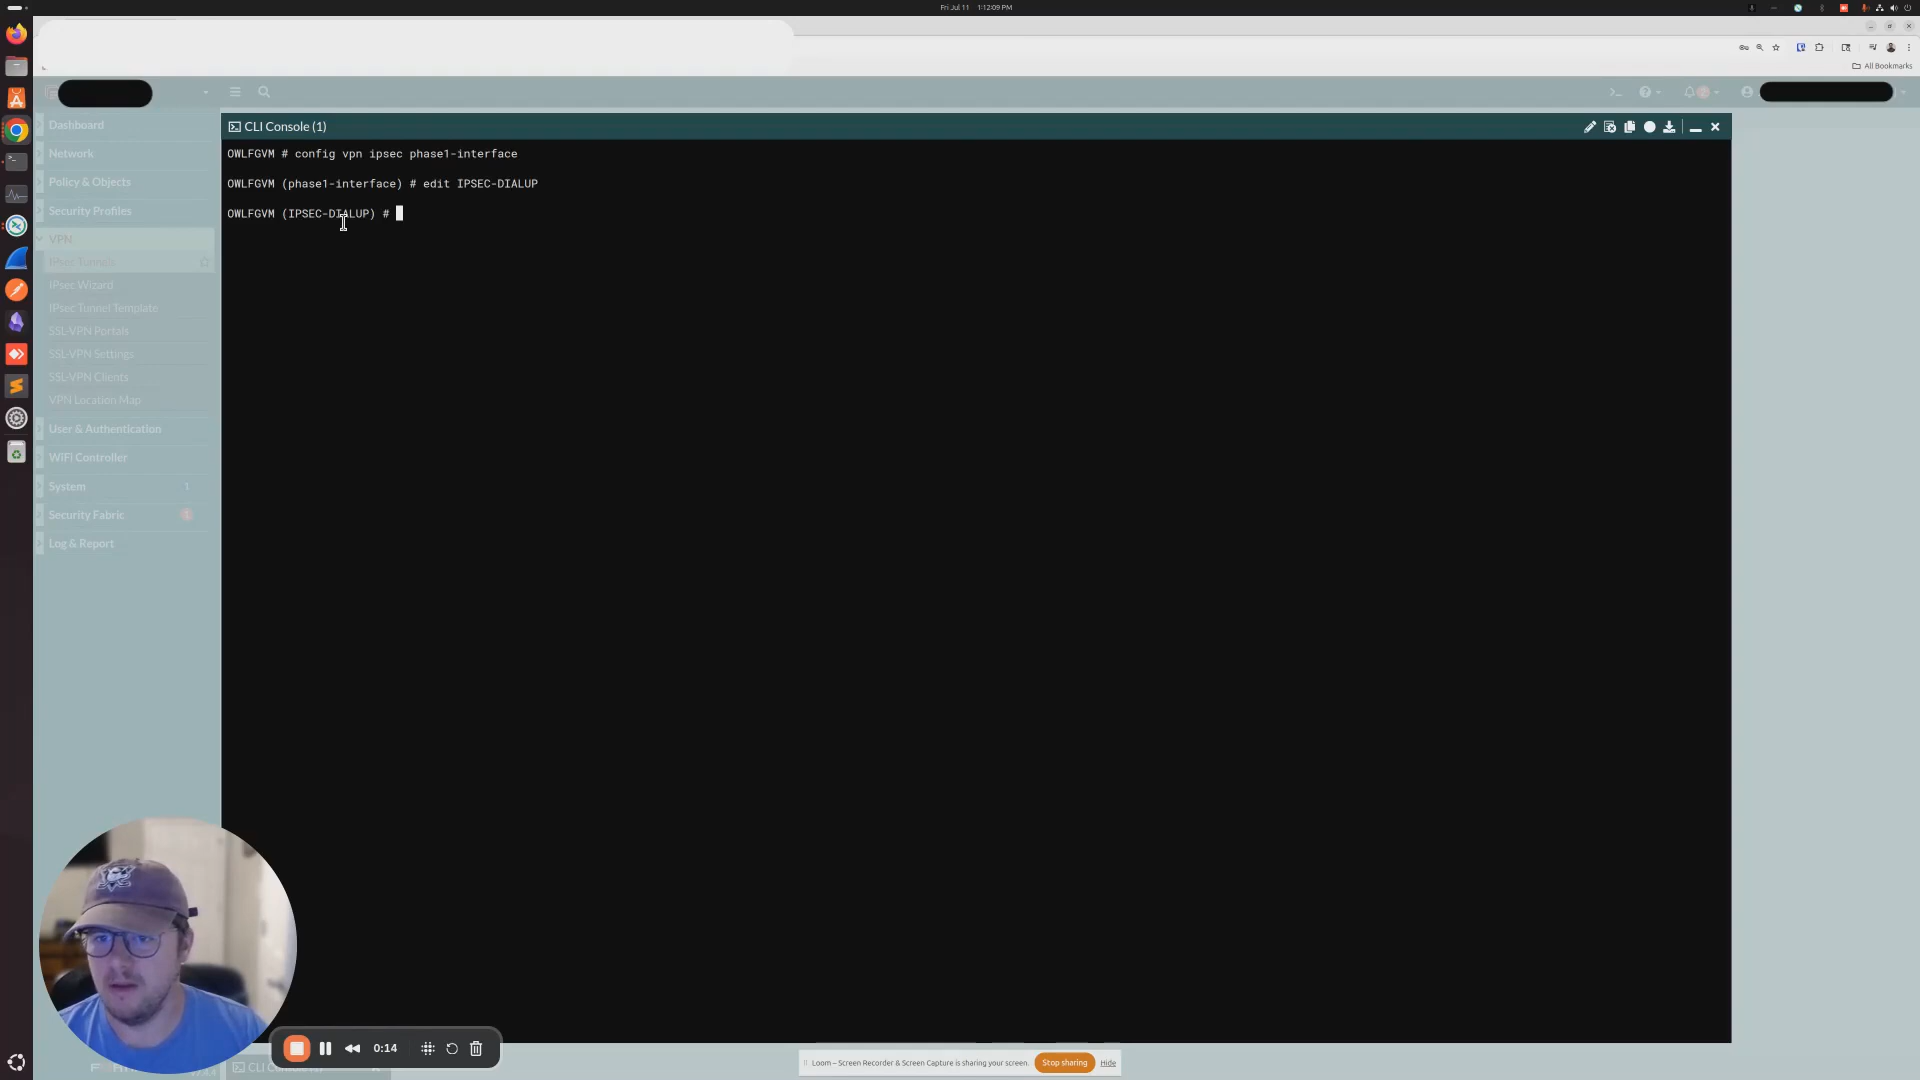 Fri Jul 11 1:12:09 PM
All Bookmarks
Dashboard
Network
Policy & Objects
Security Profiles
VPN
IPsec Tunnels
IPsec Wizard
IPsec Tunnel Template
SSL-VPN Portals
SSL-VPN Settings
SSL-VPN Clients
VPN Location Map
User & Authentication
WiFi Controller
System 1
Security Fabric
Log & Report
CLI Console (1)
OWLFGVM # config vpn ipsec phase1-interface
OWLFGVM (phase1-interface) # edit IPSEC-DIALUP
OWLFGVM (IPSEC-DIALUP) #
0:14
Loom – Screen Recorder & Screen Capture is sharing your screen.
Stop sharing
Hide